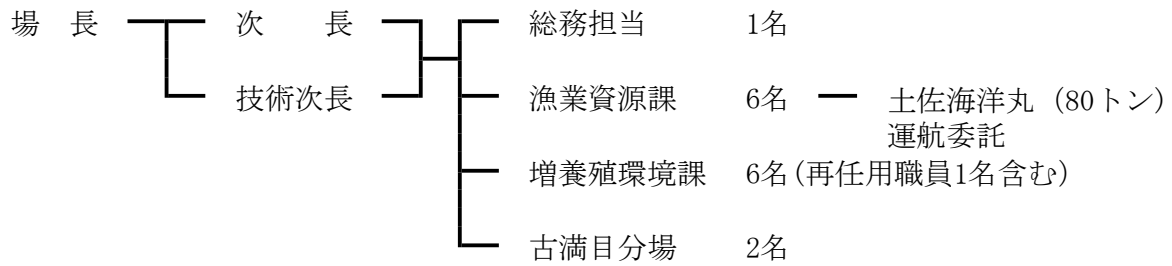 場　長　次　長　総務担当　1名
技術次長　漁業資源課　6名　土佐海洋丸（80トン）
運航委託
増養殖環境課　6名（再任用職員1名含む）
古満目分場　2名